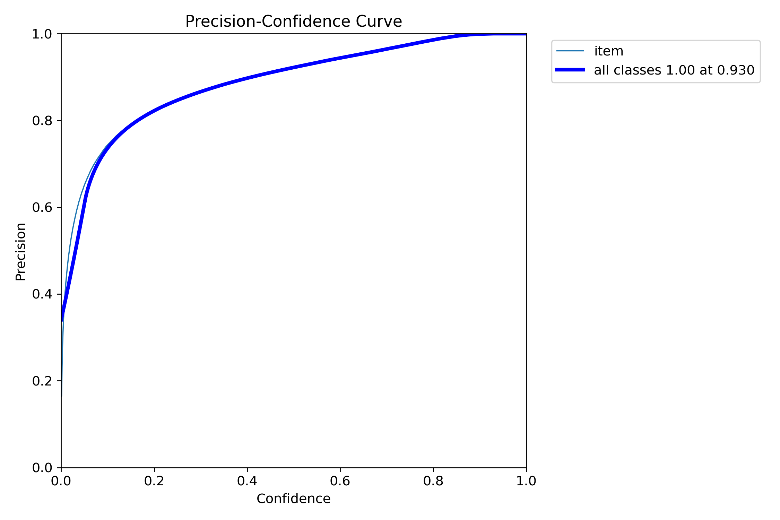 Precision-Confidence Curve
1.0
0.8
0.6
0.4
0.2
0.0
Precision
0.0 0.2 0.4 0.6 0.8 1.0
Confidence
item
all classes 1.00 at 0.930